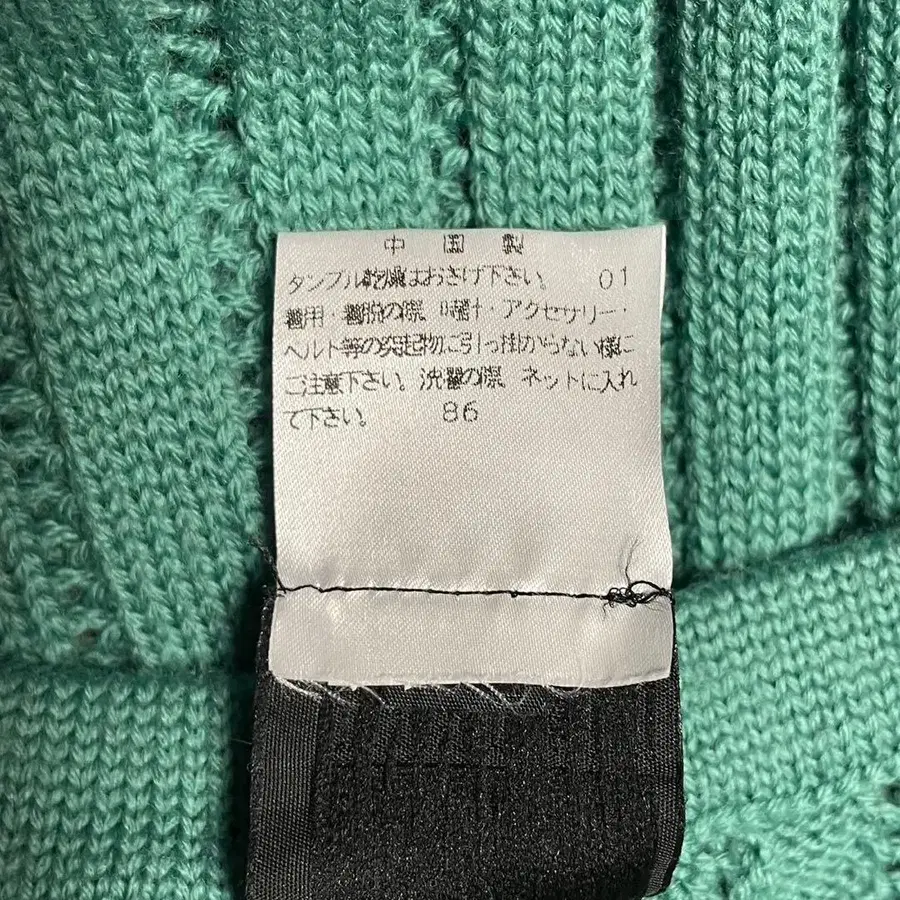 中国製
タンブル乾燥はおさけ下さい。 01
着用・着脱の際、時計・アクセサリー・
ベルト等の突起物に引っ掛からない様に
ご注意下さい。洗濯の際、ネットに入れ
て下さい。 86